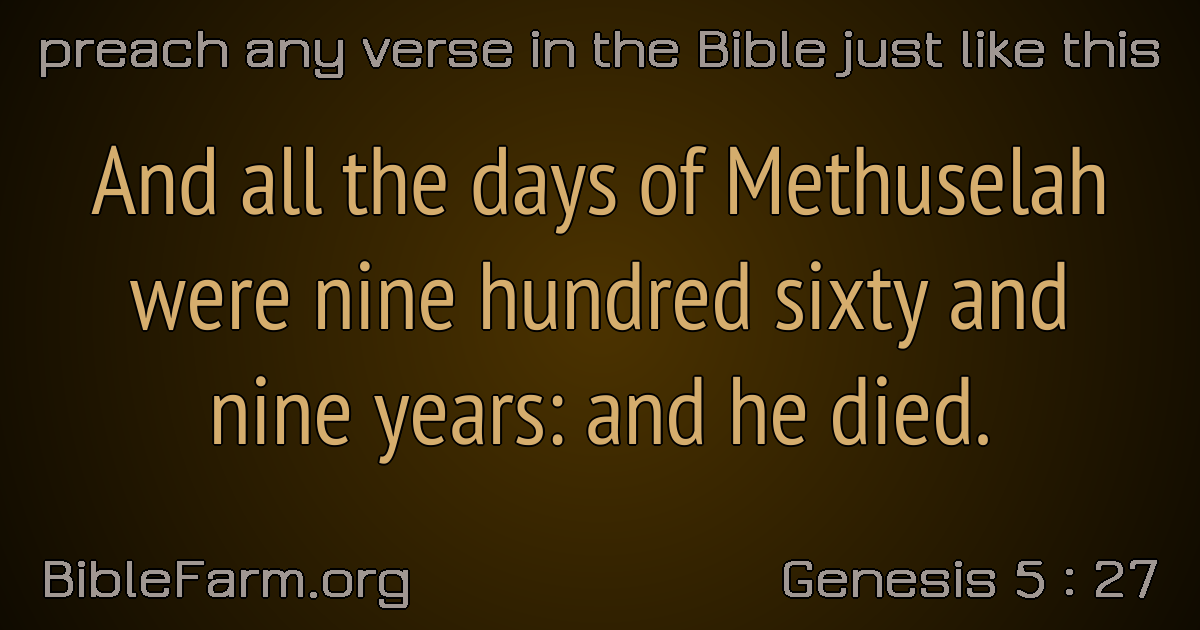 preach any verse in the Bible just like this
And all the days of Methuselah
were nine hundred sixty and
nine years: and he died.
BibleFarm.org
Genesis 5 : 27